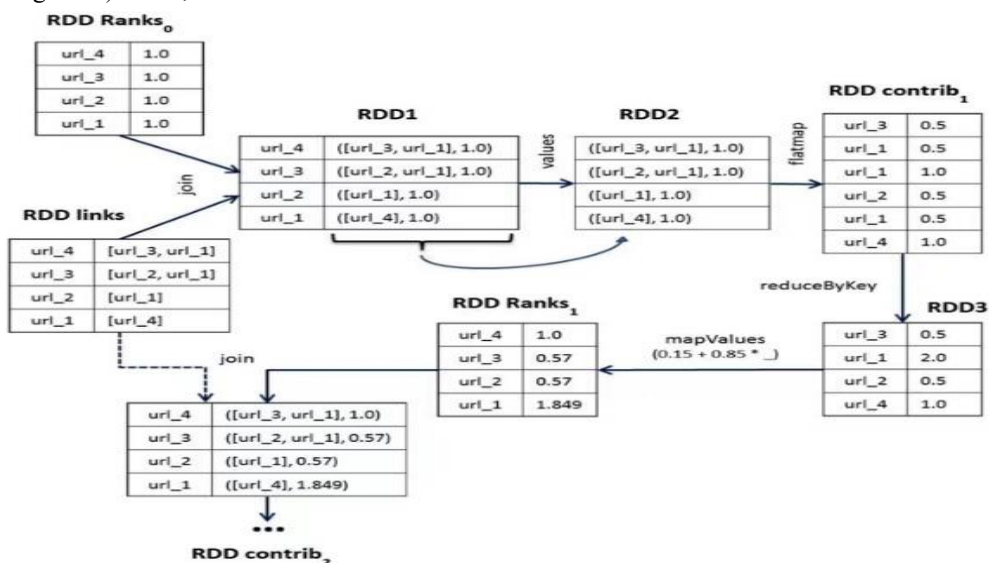 RDD Ranks0
url_4 1.0
url_3 1.0
url_2 1.0
url_1 1.0
join
RDD links
url_4 [url_3, url_1]
url_3 [url_2, url_1]
url_2 [url_1]
url_1 [url_4]
RDD1
url_4 ([url_3, url_1], 1.0)
url_3 ([url_2, url_1], 1.0)
url_2 ([url_1], 1.0)
url_1 ([url_4], 1.0)
values
RDD2
([url_3, url_1], 1.0)
([url_2, url_1], 1.0)
([url_1], 1.0)
([url_4], 1.0)
flatmap
RDD contrib1
url_3 0.5
url_1 0.5
url_1 1.0
url_2 0.5
url_1 0.5
url_4 1.0
reduceByKey
RDD3
url_3 0.5
url_1 2.0
url_2 0.5
url_4 1.0
mapValues
(0.15 + 0.85 * _)
RDD Ranks1
url_4 1.0
url_3 0.57
url_2 0.57
url_1 1.849
join
url_4 ([url_3, url_1], 1.0)
url_3 ([url_2, url_1], 0.57)
url_2 ([url_1], 0.57)
url_1 ([url_4], 1.849)
...
RDD contrib2